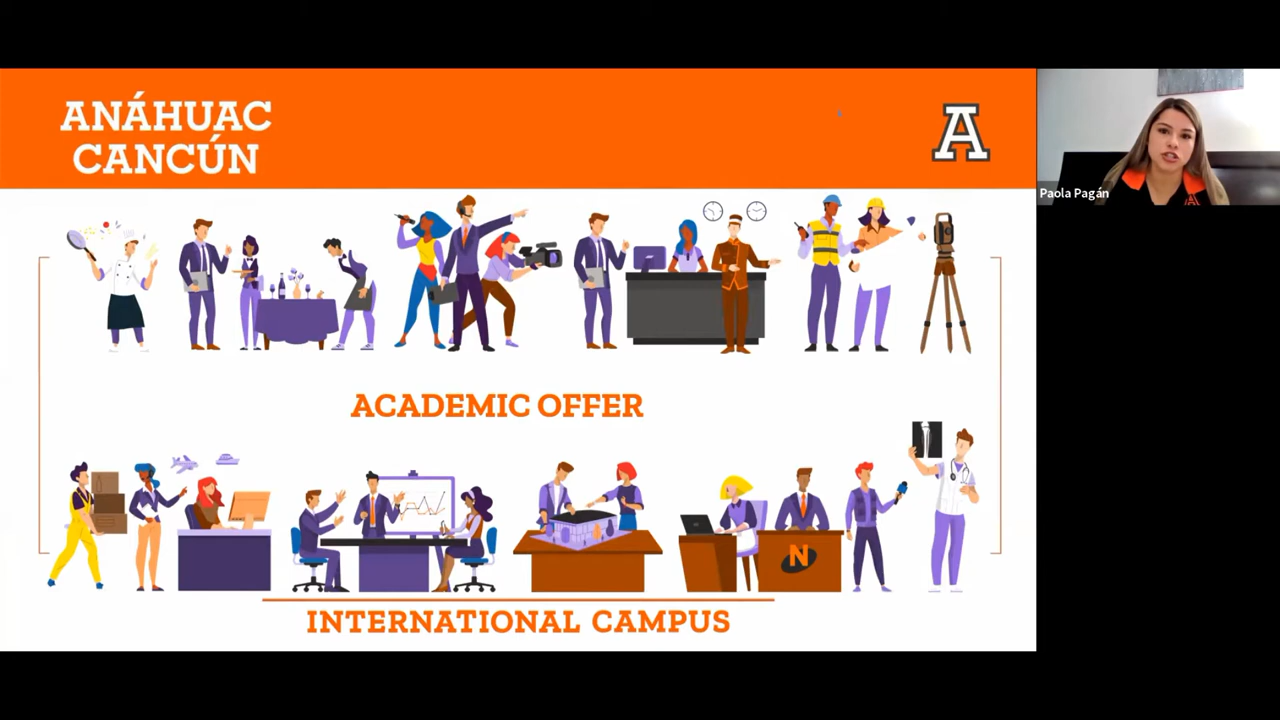 ANÁHUAC
CANCÚN
A
Paola Pagán
ACADEMIC OFFER
N
INTERNATIONAL CAMPUS